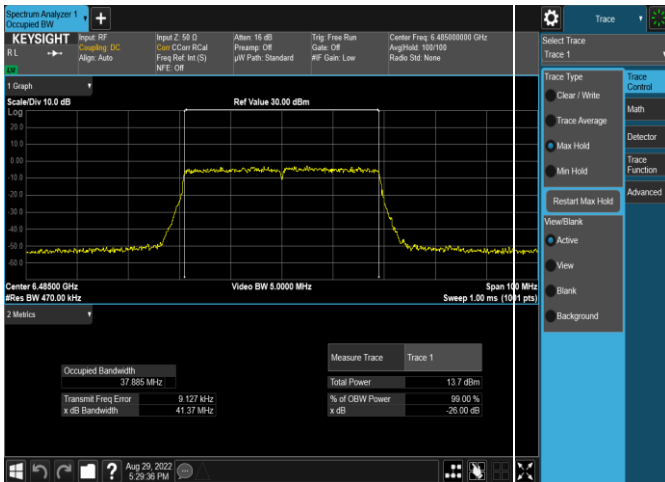 Spectrum Analyzer 1
Occupied BW
+
Trace
KEYSIGHT
R L
LV
Input: RF
Coupling: DC
Align: Auto
Input Z: 50 Ω
Corr CCorr RCal
Freq Ref: Int (S)
NFE: Off
Atten: 16 dB
Preamp: Off
µW Path: Standard
Trig: Free Run
Gate: Off
#IF Gain: Low
Center Freq: 6.485000000 GHz
Avg|Hold: 100/100
Radio Std: None
Select Trace
Trace 1
1 Graph
Scale/Div 10.0 dB
Ref Value 30.00 dBm
Log
20.0
10.0
0.00
-10.0
-20.0
-30.0
-40.0
-50.0
-60.0
Center 6.48500 GHz
#Res BW 470.00 kHz
Video BW 5.0000 MHz
Span 100 MHz
Sweep 1.00 ms (1001 pts)
Trace Type
Clear / Write
Trace Average
Max Hold
Min Hold
Restart Max Hold
View/Blank
Active
View
Blank
Background
Trace
Control
Math
Detector
Trace
Function
Advanced
2 Metrics
Occupied Bandwidth
37.885 MHz
Transmit Freq Error 9.127 kHz
x dB Bandwidth 41.37 MHz
Measure Trace Trace 1
Total Power 13.7 dBm
% of OBW Power 99.00 %
x dB -26.00 dB
?
Aug 29, 2022
5:29:36 PM